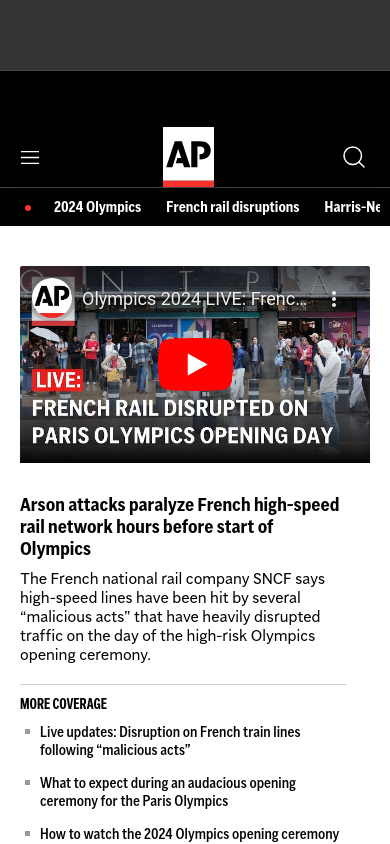 AP
2024 Olympics French rail disruptions Harris-Ne
ONTPA
AP Olympics 2024 LIVE: Frenc...
LIVE:
FRENCH RAIL DISRUPTED ON
PARIS OLYMPICS OPENING DAY
Arson attacks paralyze French high-speed
rail network hours before start of
Olympics
The French national rail company SNCF says
high-speed lines have been hit by several
“malicious acts” that have heavily disrupted
traffic on the day of the high-risk Olympics
opening ceremony.
MORE COVERAGE
Live updates: Disruption on French train lines
following “malicious acts”
What to expect during an audacious opening
ceremony for the Paris Olympics
How to watch the 2024 Olympics opening ceremony